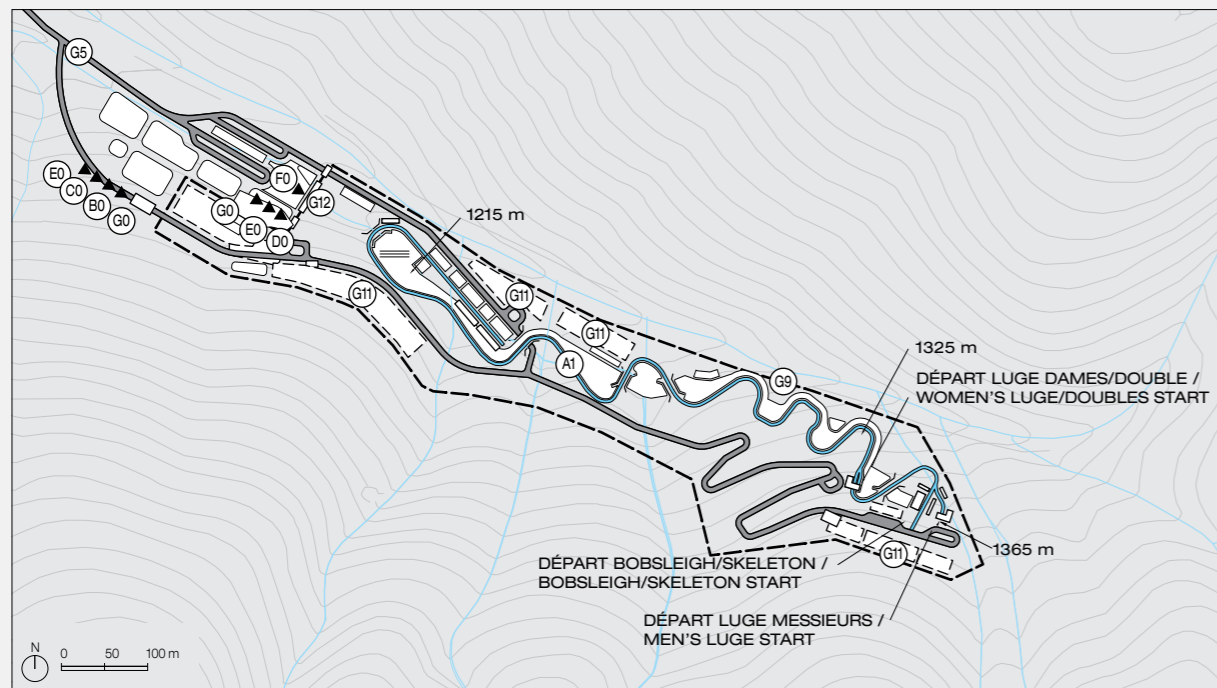 G5
E0
C0
B0
G0
F0
G12
G0
E0
D0
1215 m
G11
G11
G11
A1
G9
1325 m
DÉPART LUGE DAMES/DOUBLE /
WOMEN'S LUGE/DOUBLES START
1365 m
G11
DÉPART BOBSLEIGH/SKELETON /
BOBSLEIGH/SKELETON START
DÉPART LUGE MESSIEURS /
MEN'S LUGE START
N
0 50 100 m